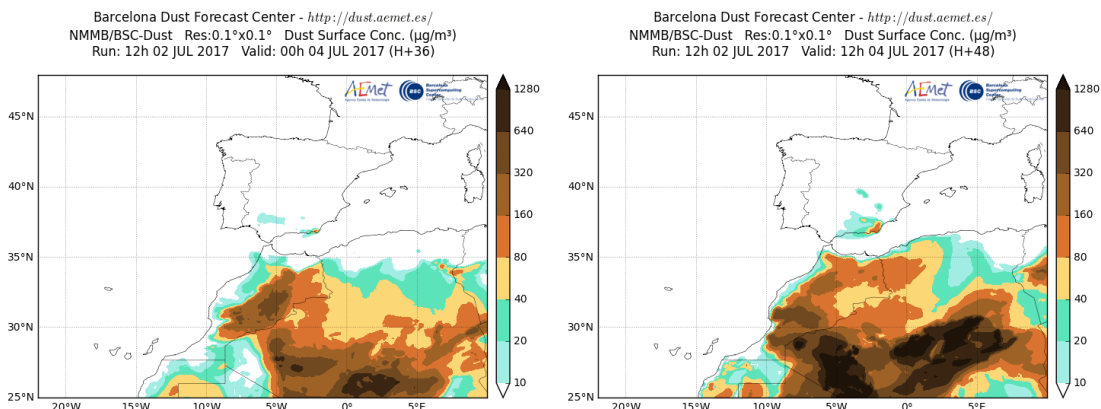 Barcelona Dust Forecast Center - http://dust.aemet.es/
NMMB/BSC-Dust Res:0.1°x0.1° Dust Surface Conc. (µg/m³)
Run: 12h 02 JUL 2017 Valid: 00h 04 JUL 2017 (H+36)
AEMet
BSC
Barcelona
Supercomputing
Center
45°N
40°N
35°N
30°N
25°N
20°W
15°W
10°W
5°W
0°
5°E
1280
640
320
160
80
40
20
10
Barcelona Dust Forecast Center - http://dust.aemet.es/
NMMB/BSC-Dust Res:0.1°x0.1° Dust Surface Conc. (µg/m³)
Run: 12h 02 JUL 2017 Valid: 12h 04 JUL 2017 (H+48)
AEMet
BSC
Barcelona
Supercomputing
Center
45°N
40°N
35°N
30°N
25°N
20°W
15°W
10°W
5°W
0°
5°E
1280
640
320
160
80
40
20
10